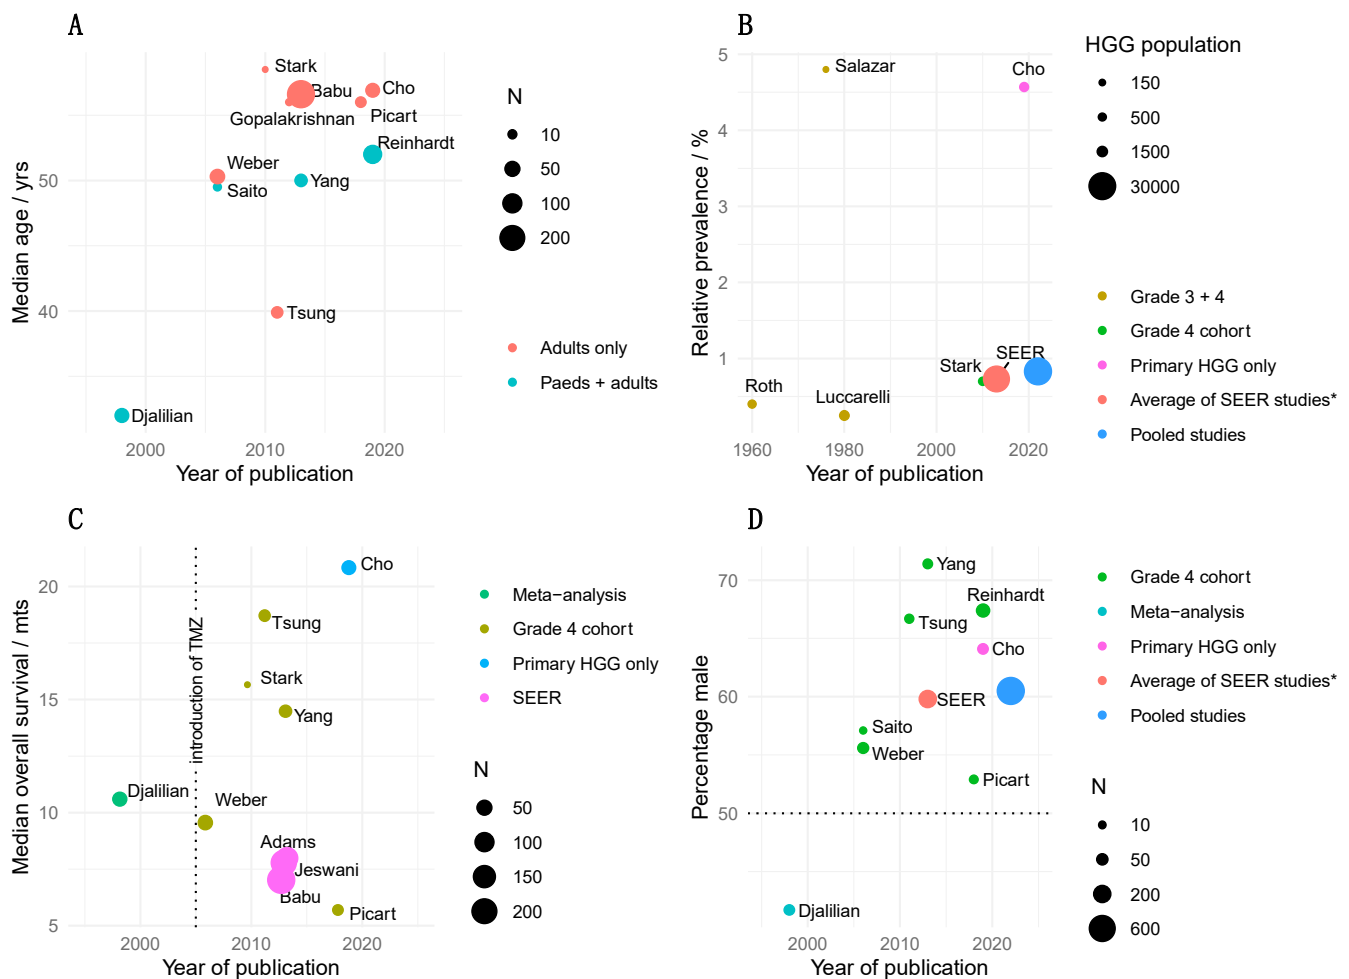 A
Stark
Babu
Cho
Gopalakrishnan
Picart
Reinhardt
Weber
Saito
Yang
Tsung
Djalilian
50
40
2000
2010
2020
Median age / yrs
Year of publication
N
10
50
100
200
Adults only
Paeds + adults
B
5
4
3
2
1
Salazar
Cho
SEER
Stark
Roth
Luccarelli
1960
1980
2000
2020
Relative prevalence / %
Year of publication
HGG population
150
500
1500
30000
Grade 3 + 4
Grade 4 cohort
Primary HGG only
Average of SEER studies*
Pooled studies
C
20
15
10
5
Cho
Tsung
Stark
Yang
Djalilian
Weber
Adams
Jeswani
Babu
Picart
introduction of TMZ
2000
2010
2020
Median overall survival / mts
Year of publication
Meta−analysis
Grade 4 cohort
Primary HGG only
SEER
N
50
100
150
200
D
70
60
50
Yang
Reinhardt
Tsung
Cho
SEER
Saito
Weber
Picart
Djalilian
2000
2010
2020
Percentage male
Year of publication
Grade 4 cohort
Meta−analysis
Primary HGG only
Average of SEER studies*
Pooled studies
N
10
50
200
600